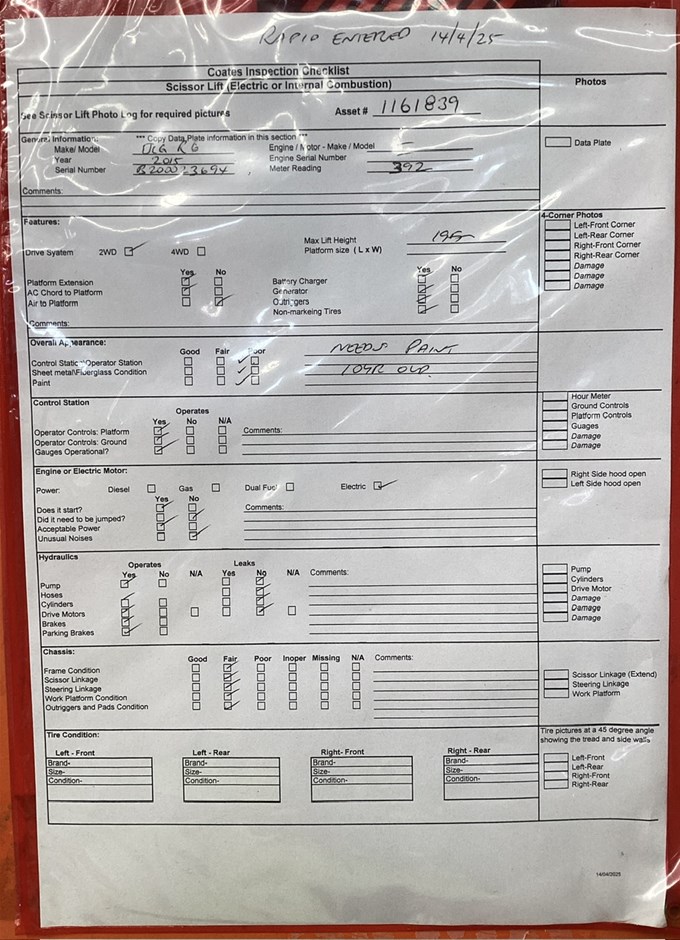 RAPID ENTERED 14/4/25
Coates Inspection Checklist
Scissor Lift (Electric or Internal Combustion)
Photos
See Scissor Lift Photo Log for required pictures Asset # 1161839
General Information: *** Copy Data Plate information in this section ***
Make/ Model JLG R6 Engine / Motor - Make / Model
Year 2015 Engine Serial Number
Serial Number Meter Reading 392
Data Plate
Comments:
Features:
4-Corner Photos
Left-Front Corner
Left-Rear Corner
Right-Front Corner
Right-Rear Corner
Damage
Damage
Damage
Max Lift Height
Drive System 2WD 4WD Platform size (L x W)
Yes No Yes No
Platform Extension Battery Charger
AC Chord to Platform Generator
Air to Platform Outriggers
Non-markeing Tires
Comments:
Overall Appearance:
Good Fair Poor NEEDS PAINT
Control Static "Operator Station 10YR OLD
Sheet metal\Fiberglass Condition
Paint
Control Station
Operates
Yes No N/A
Operator Controls: Platform Comments:
Operator Controls: Ground
Gauges Operational?
Hour Meter
Ground Controls
Platform Controls
Guages
Damage
Damage
Engine or Electric Motor:
Power: Diesel Gas Dual Fuel Electric
Yes No
Does it start? Comments:
Did it need to be jumped?
Acceptable Power
Unusual Noises
Right Side hood open
Left Side hood open
Hydraulics
Operates Leaks
Yes No N/A Yes No N/A Comments:
Pump
Hoses
Cylinders
Drive Motors
Brakes
Parking Brakes
Pump
Cylinders
Drive Motor
Damage
Damage
Damage
Chassis:
Good Fair Poor Inoper Missing N/A Comments:
Frame Condition
Scissor Linkage
Steering Linkage
Work Platform Condition
Outriggers and Pads Condition
Scissor Linkage (Extend)
Steering Linkage
Work Platform
Tire Condition:
Tire pictures at a 45 degree angle
showing the tread and side walls
Left - Front Left - Rear Right- Front Right - Rear
Brand- Brand- Brand- Brand-
Size- Size- Size- Size-
Condition- Condition- Condition- Condition-
Left-Front
Left-Rear
Right-Front
Right-Rear
14/04/2025